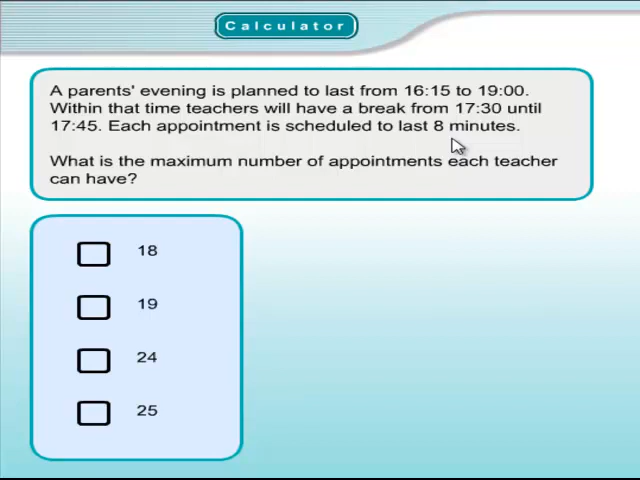 Calculator
A parents' evening is planned to last from 16:15 to 19:00.
Within that time teachers will have a break from 17:30 until
17:45. Each appointment is scheduled to last 8 minutes.
What is the maximum number of appointments each teacher
can have?
18
19
24
25